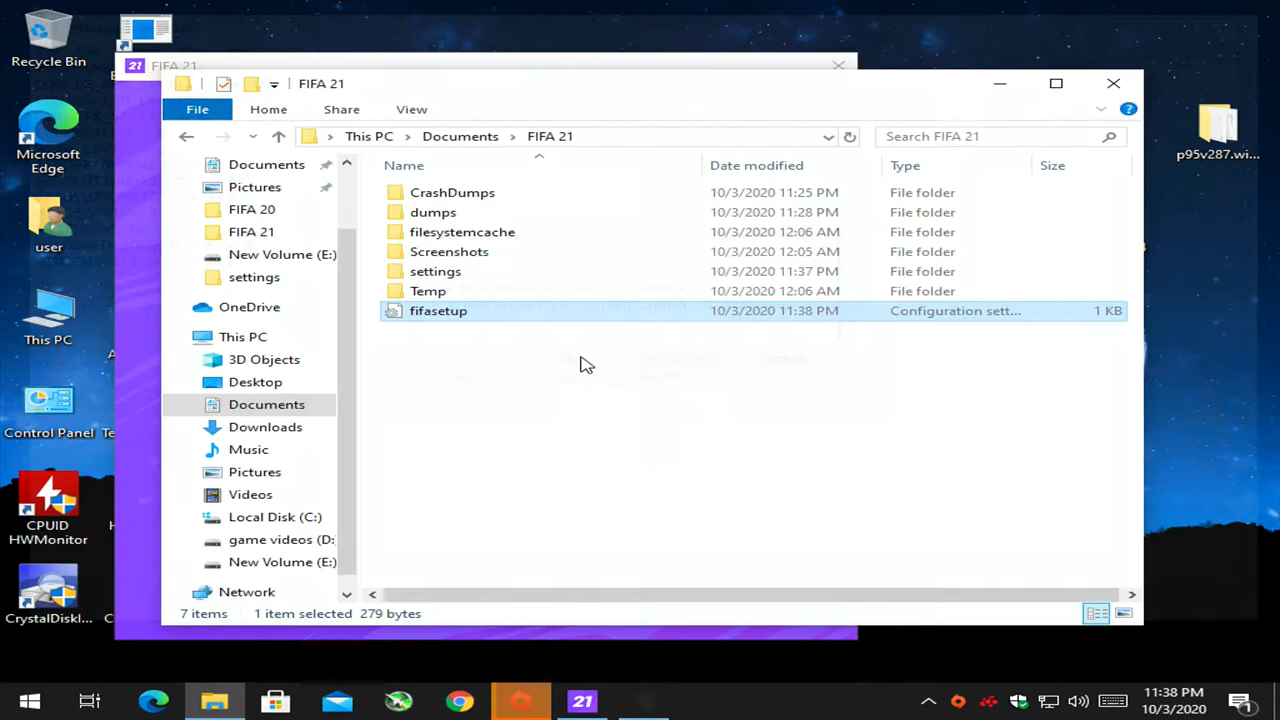 Recycle Bin
Microsoft
Edge
user
This PC
Control Panel
Te
CPUID
HWMonitor
CrystalDiskI...
p95v287.wi...
21 FIFA 21
FIFA 21
File Home Share View
This PC Documents FIFA 21
Search FIFA 21
Name Date modified Type Size
CrashDumps 10/3/2020 11:25 PM File folder
dumps 10/3/2020 11:28 PM File folder
filesystemcache 10/3/2020 12:06 AM File folder
Screenshots 10/3/2020 12:05 AM File folder
settings 10/3/2020 11:37 PM File folder
Temp 10/3/2020 12:06 AM File folder
fifasetup 10/3/2020 11:38 PM Configuration sett... 1 KB
Documents
Pictures
FIFA 20
FIFA 21
New Volume (E:)
settings
OneDrive
This PC
3D Objects
Desktop
Documents
Downloads
Music
Pictures
Videos
Local Disk (C:)
game videos (D:
New Volume (E:)
Network
7 items 1 item selected 279 bytes
21
11:38 PM
10/3/2020
1